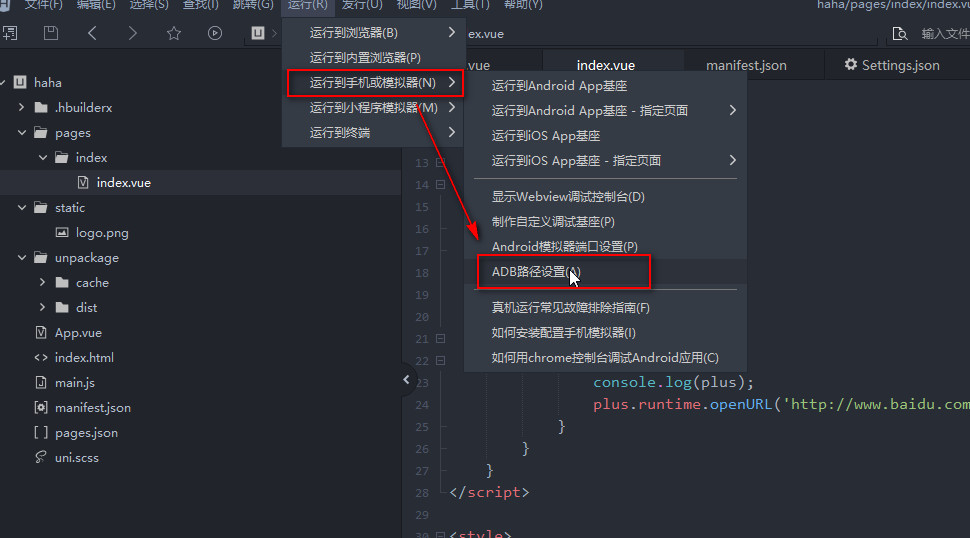 文件(F) 编辑(E) 选择(S) 查找(I) 跳转(G) 运行(R) 发行(U) 视图(V) 工具(T) 帮助(Y)
haha/pages/index/index.vu
U
ex.vue
输入文件
运行到浏览器(B)
运行到内置浏览器(P)
运行到手机或模拟器(N)
运行到小程序模拟器(M)
运行到终端
.vue
index.vue
manifest.json
Settings.json
运行到Android App基座
运行到Android App基座 - 指定页面
运行到iOS App基座
运行到iOS App基座 - 指定页面
显示Webview调试控制台(D)
制作自定义调试基座(P)
Android模拟器端口设置(P)
ADB路径设置(A)
真机运行常见故障排除指南(F)
如何安装配置手机模拟器(I)
如何用chrome控制台调试Android应用(C)
haha
.hbuilderx
pages
index
index.vue
static
logo.png
unpackage
cache
dist
App.vue
index.html
main.js
manifest.json
pages.json
uni.scss
13
14
15
16
17
18
19
20
21
22
23 console.log(plus);
24 plus.runtime.openURL('http://www.baidu.com
25 }
26 }
27 }
28 </script>
29
30 <style>